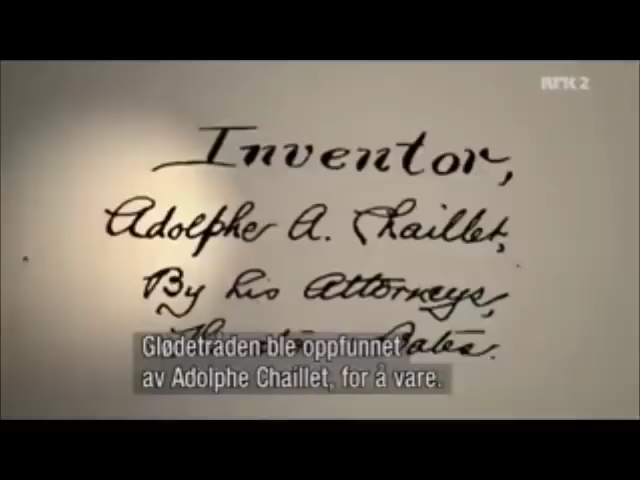 NRK 2
Inventor,
Adolphe A. Chaillet,
By his Attorneys,
Glødetråden ble oppfunnet
av Adolphe Chaillet, for å vare.